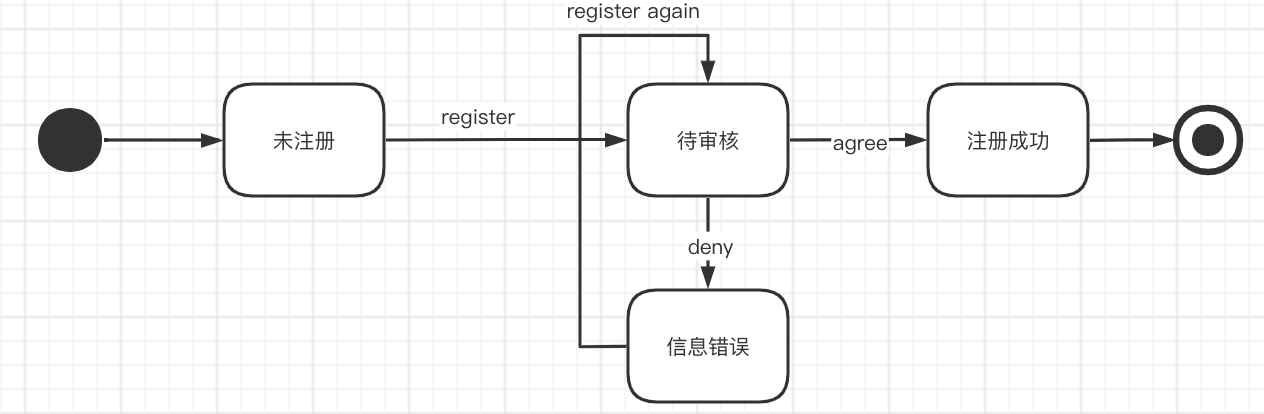 register again
未注册
register
待审核
agree
注册成功
deny
信息错误